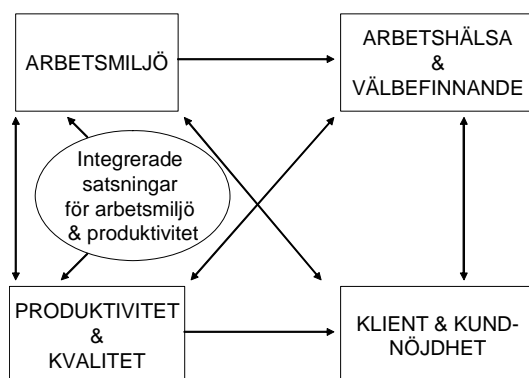 ARBETSMILJÖ
ARBETSHÄLSA
&
VÄLBEFINNANDE
Integrerade
satsningar
för arbetsmiljö
& produktivitet
PRODUKTIVITET
&
KVALITET
KLIENT & KUND-
NÖJDHET